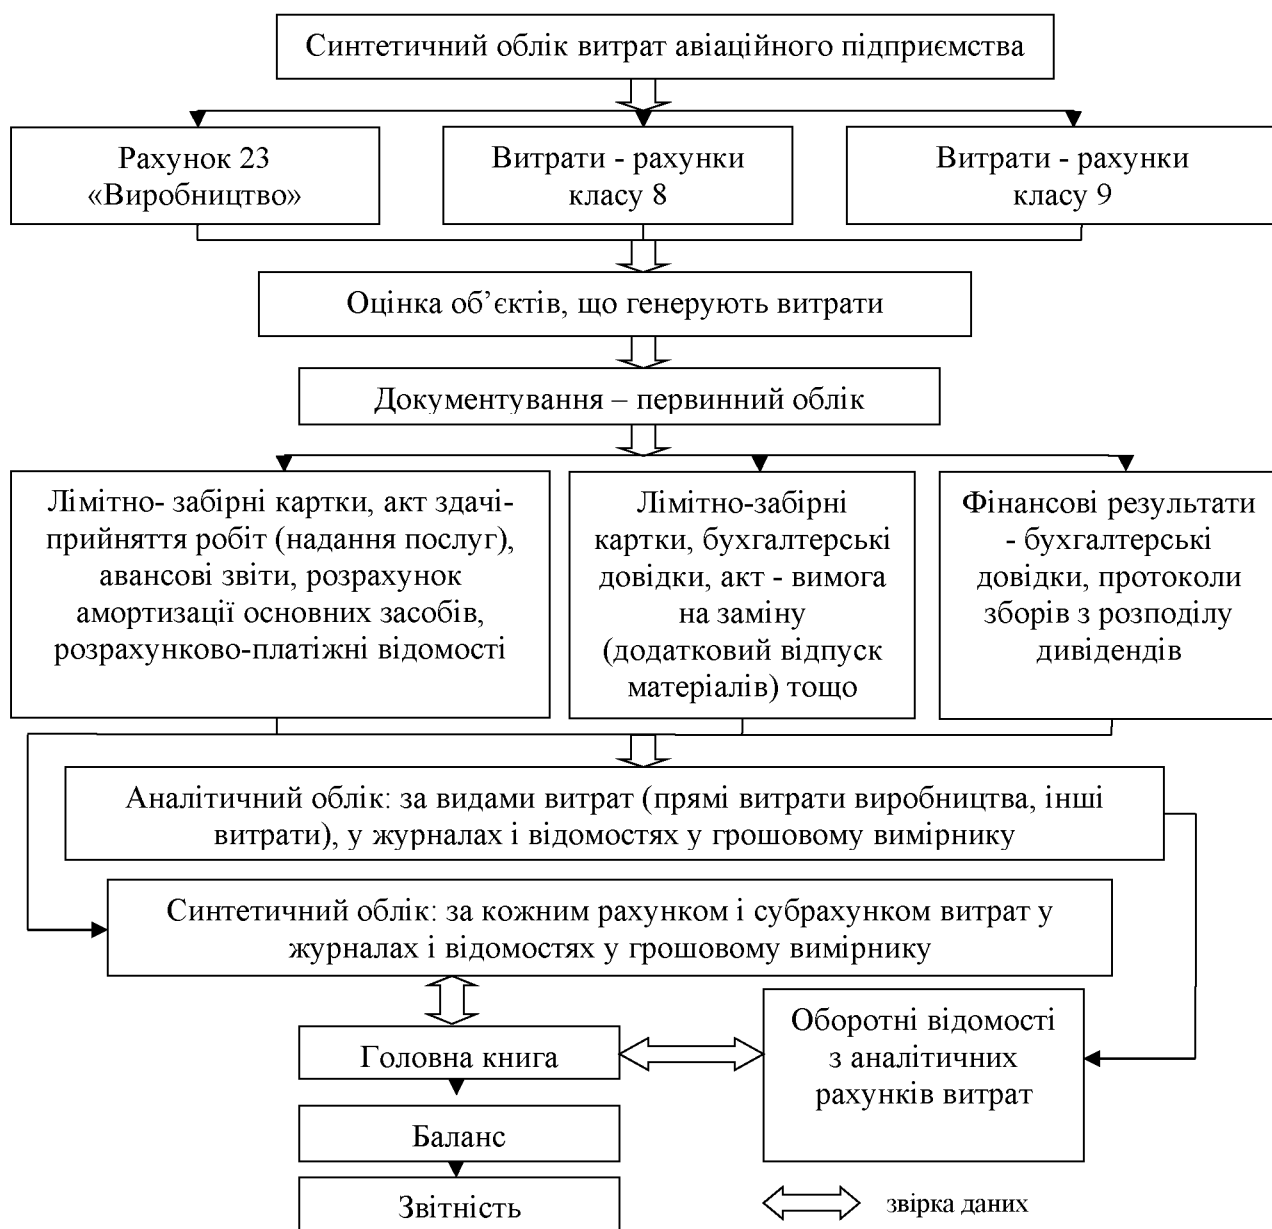 Синтетичний облік витрат авіаційного підприємства
Рахунок 23
«Виробництво»
Витрати - рахунки
класу 8
Витрати - рахунки
класу 9
Оцінка об’єктів, що генерують витрати
Документування – первинний облік
Лімітно- забірні картки, акт здачі-
прийняття робіт (надання послуг),
авансові звіти, розрахунок
амортизації основних засобів,
розрахунково-платіжні відомості
Лімітно-забірні
картки, бухгалтерські
довідки, акт - вимога
на заміну
(додатковий відпуск
матеріалів) тощо
Фінансові результати
- бухгалтерські
довідки, протоколи
зборів з розподілу
дивідендів
Аналітичний облік: за видами витрат (прямі витрати виробництва, інші
витрати), у журналах і відомостях у грошовому вимірнику
Синтетичний облік: за кожним рахунком і субрахунком витрат у
журналах і відомостях у грошовому вимірнику
Головна книга
Оборотні відомості
з аналітичних
рахунків витрат
Баланс
Звітність
звірка даних